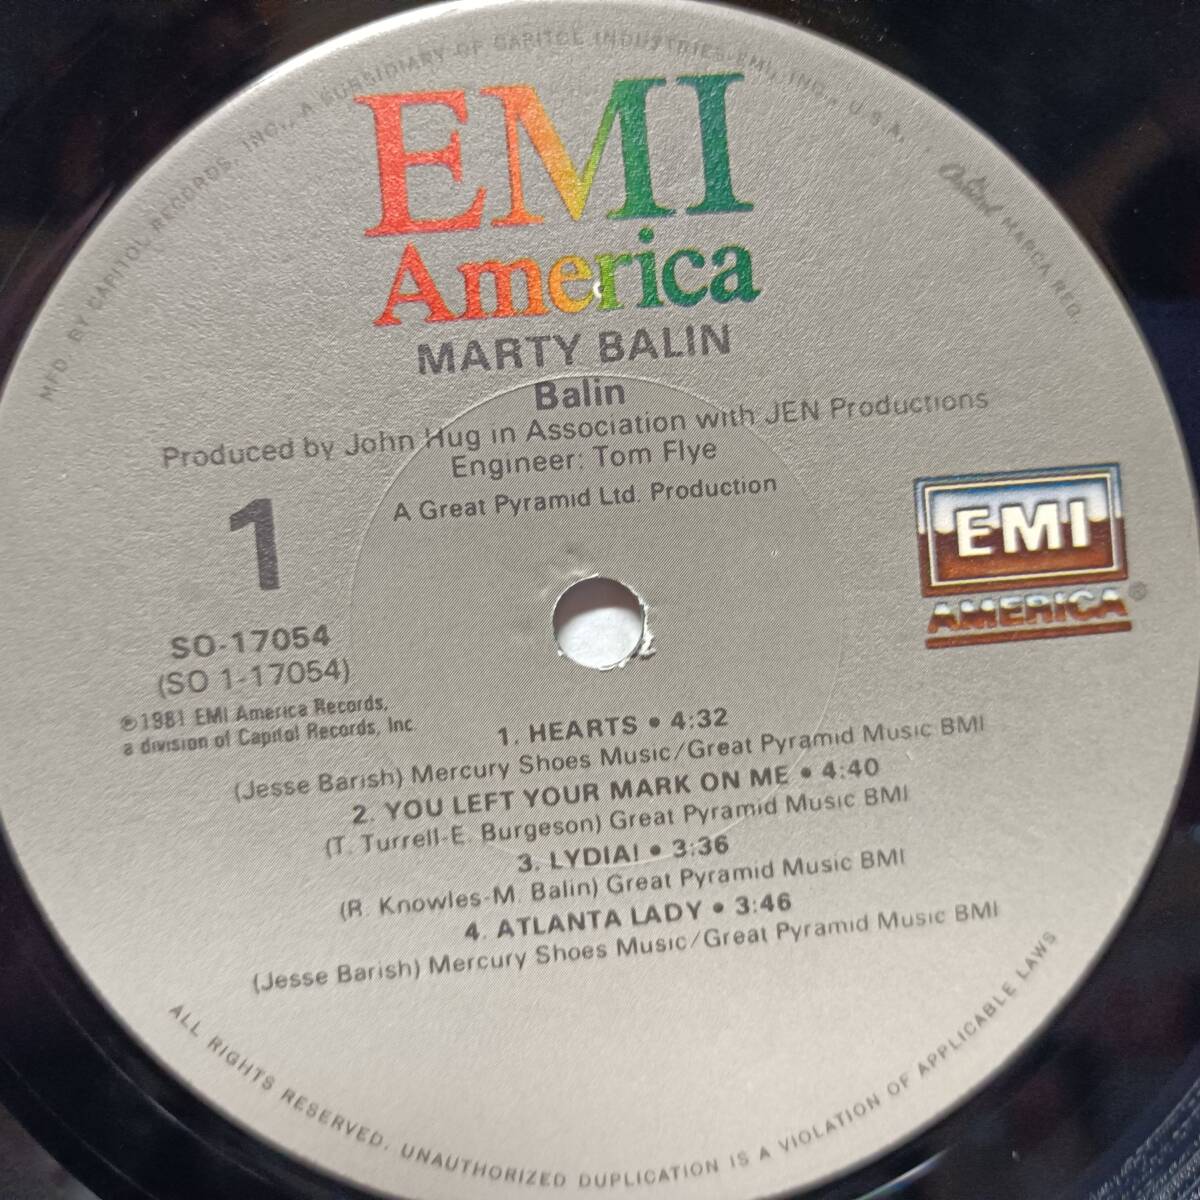 MFD. BY CAPITOL RECORDS, INC., A SUBSIDIARY OF CAPITOL INDUSTRIES-EMI, INC., U.S.A. • Capitol MARCA REG.
EMI
America
MARTY BALIN
Balin
Produced by John Hug in Association with JEN Productions
Engineer: Tom Flye
A Great Pyramid Ltd. Production
1
EMI
AMERICA®
SO-17054
(SO 1-17054)
℗1981 EMI America Records,
a division of Capitol Records, Inc.
1. HEARTS • 4:32
(Jesse Barish) Mercury Shoes Music/Great Pyramid Music BMI
2. YOU LEFT YOUR MARK ON ME • 4:40
(T. Turrell-E. Burgeson) Great Pyramid Music BMI
3. LYDIA! • 3:36
(R. Knowles-M. Balin) Great Pyramid Music BMI
4. ATLANTA LADY • 3:46
(Jesse Barish) Mercury Shoes Music/Great Pyramid Music BMI
ALL RIGHTS RESERVED. UNAUTHORIZED DUPLICATION IS A VIOLATION OF APPLICABLE LAWS